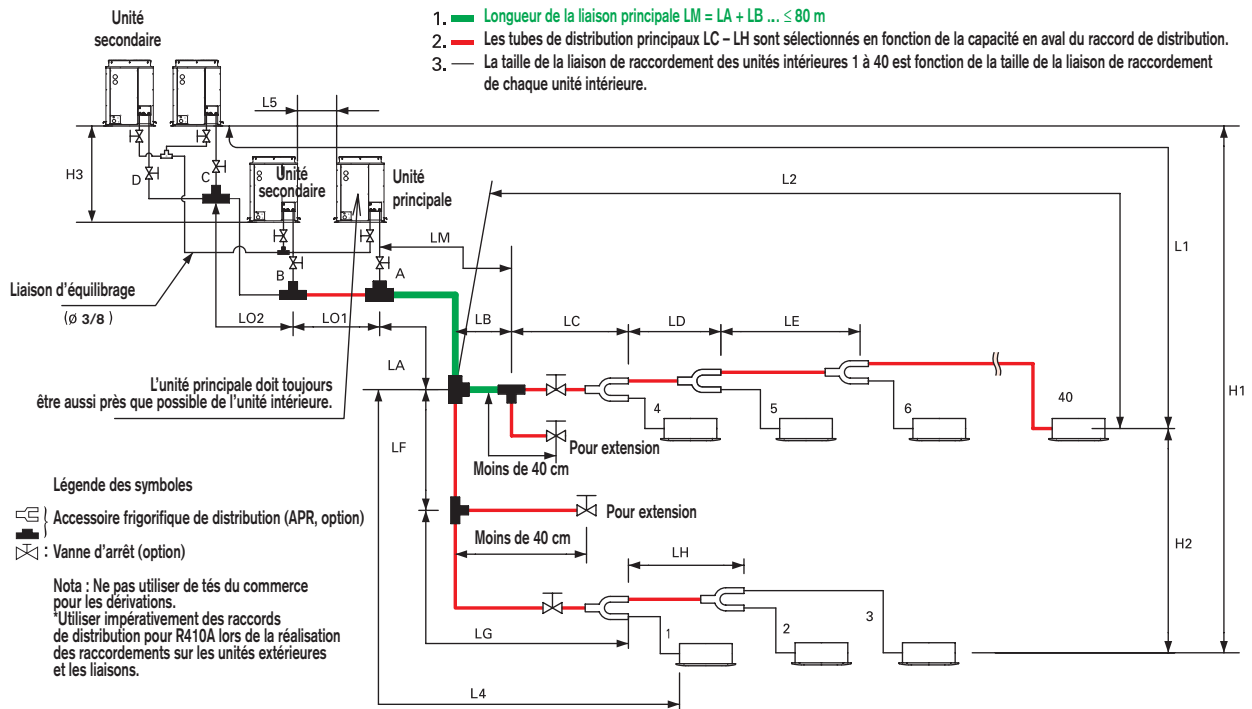 Unité
secondaire
1. Longueur de la liaison principale LM = LA + LB ... ≤ 80 m
2. Les tubes de distribution principaux LC – LH sont sélectionnés en fonction de la capacité en aval du raccord de distribution.
3. La taille de la liaison de raccordement des unités intérieures 1 à 40 est fonction de la taille de la liaison de raccordement
de chaque unité intérieure.
L5
H3
D
C
Unité
secondaire
Unité
principale
L2
L1
H1
LM
B
A
Liaison d'équilibrage
(ø 3/8 )
LO2
LO1
LB
LC
LD
LE
LA
L'unité principale doit toujours
être aussi près que possible de l'unité intérieure.
4
5
6
40
Pour extension
Moins de 40 cm
LF
Légende des symboles
Accessoire frigorifique de distribution (APR, option)
: Vanne d'arrêt (option)
Pour extension
Moins de 40 cm
H2
LH
Nota : Ne pas utiliser de tés du commerce
pour les dérivations.
*Utiliser impérativement des raccords
de distribution pour R410A lors de la réalisation
des raccordements sur les unités extérieures
et les liaisons.
LG
1
2
3
L4